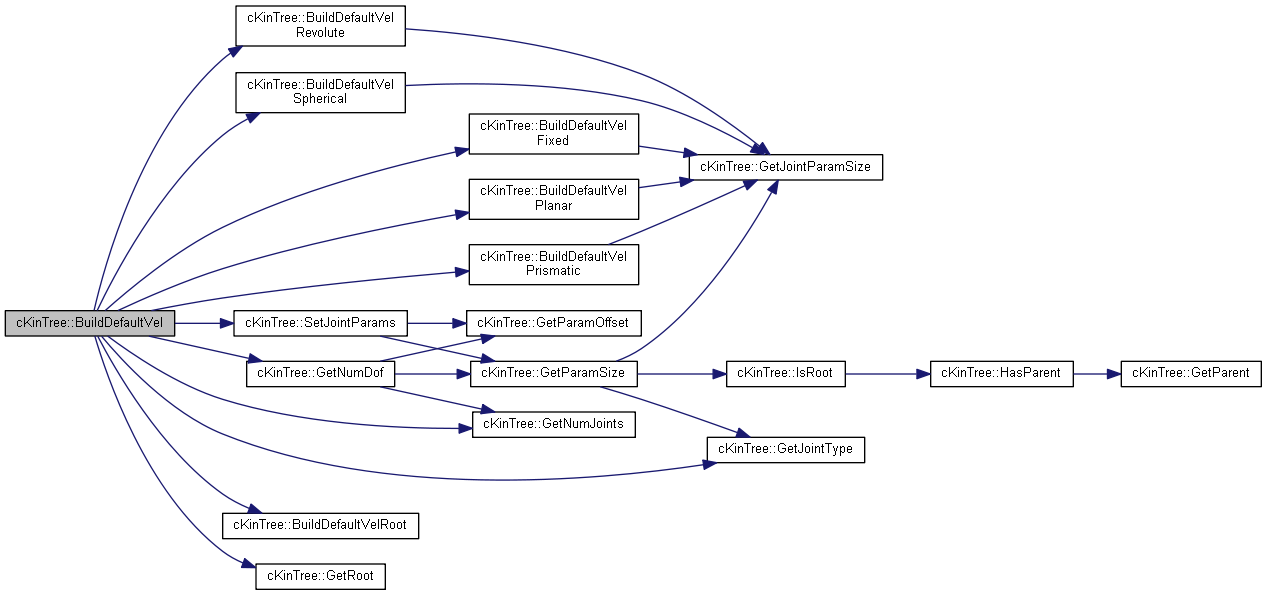 cKinTree::BuildDefaultVel
Revolute
cKinTree::BuildDefaultVel
Spherical
cKinTree::BuildDefaultVel
Fixed
cKinTree::GetJointParamSize
cKinTree::BuildDefaultVel
Planar
cKinTree::BuildDefaultVel
Prismatic
cKinTree::BuildDefaultVel
cKinTree::SetJointParams
cKinTree::GetParamOffset
cKinTree::GetNumDof
cKinTree::GetParamSize
cKinTree::IsRoot
cKinTree::HasParent
cKinTree::GetParent
cKinTree::GetNumJoints
cKinTree::GetJointType
cKinTree::BuildDefaultVelRoot
cKinTree::GetRoot